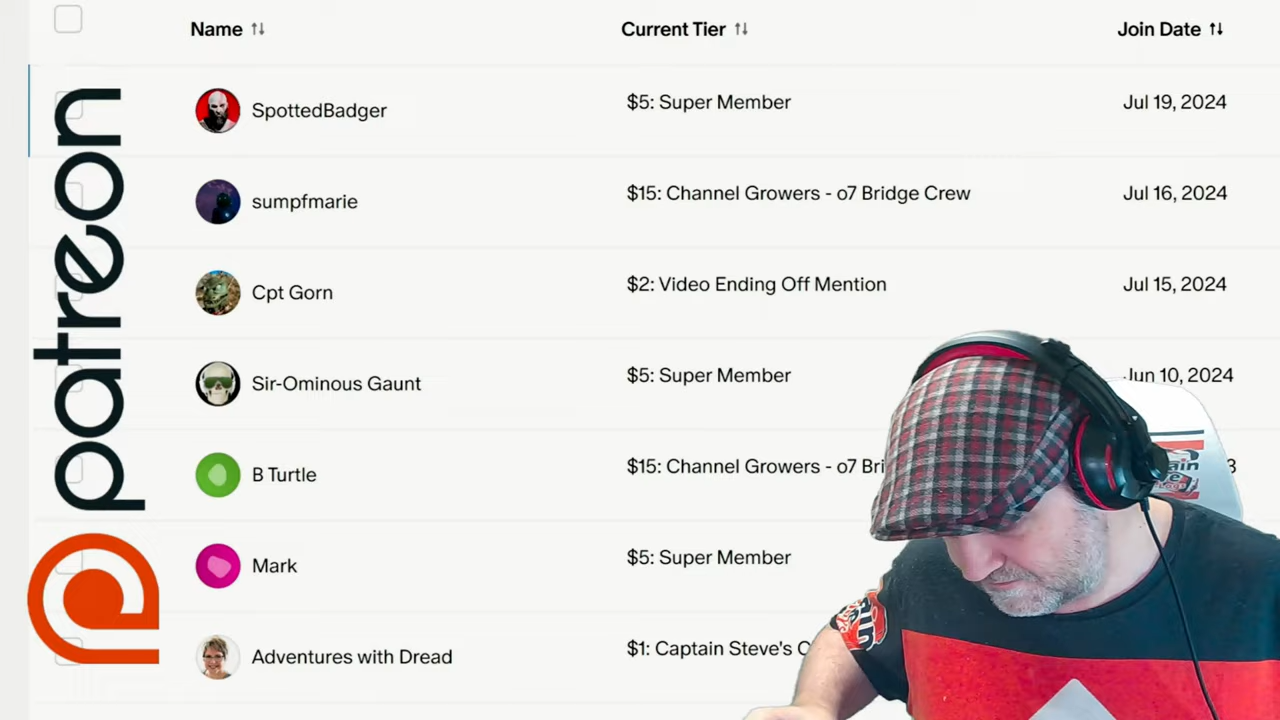 Name Current Tier Join Date
SpottedBadger $5: Super Member Jul 19, 2024
sumpfmarie $15: Channel Growers - o7 Bridge Crew Jul 16, 2024
Cpt Gorn $2: Video Ending Off Mention Jul 15, 2024
Sir-Ominous Gaunt $5: Super Member Jun 10, 2024
B Turtle $15: Channel Growers - o7
Mark $5: Super Member
Adventures with Dread $1: Captain Steve's
patreon